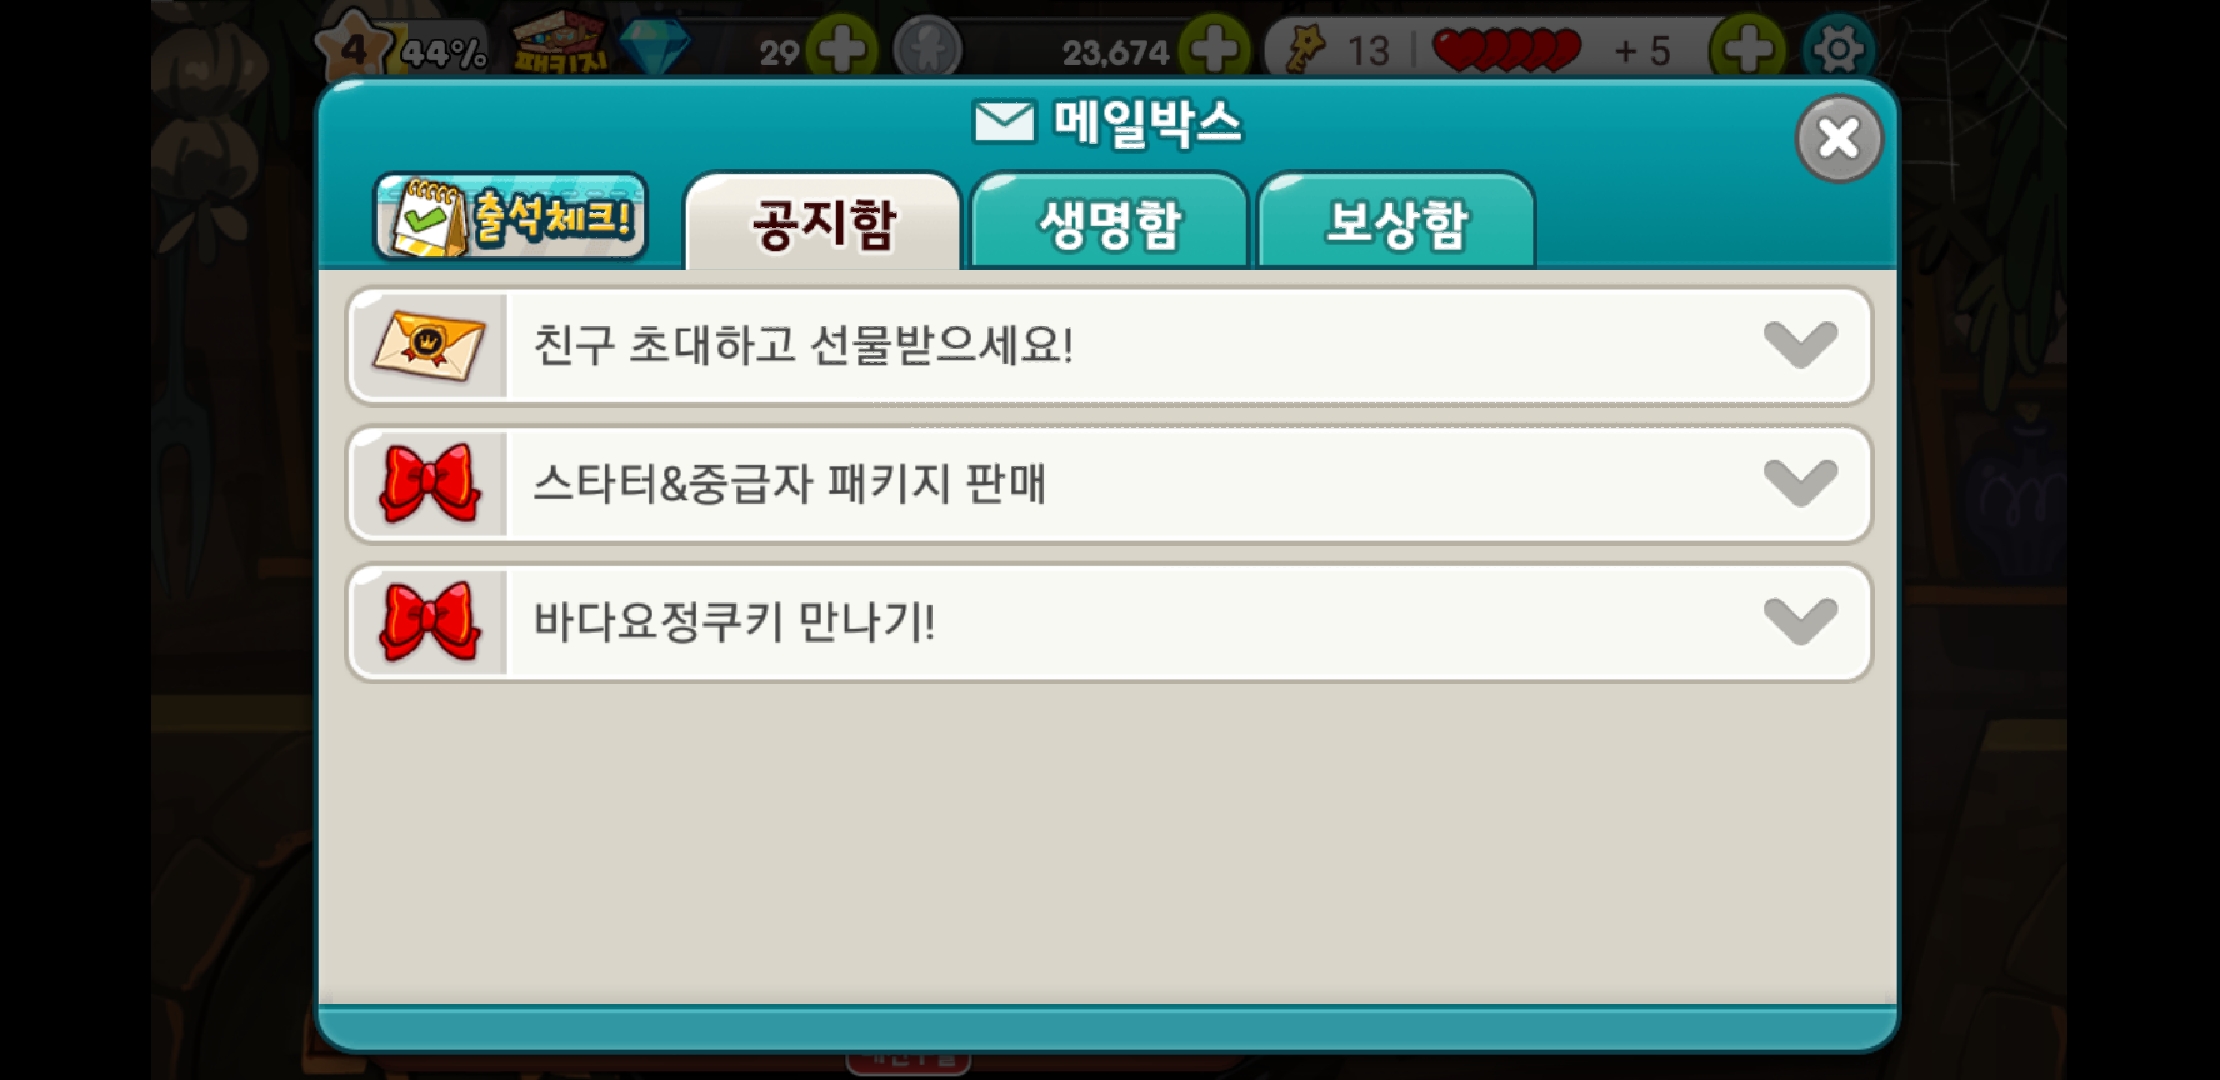 4 44% 패키지 29 23,674 13 +5
메일박스
출석체크! 공지함 생명함 보상함
친구 초대하고 선물받으세요!
스타터&중급자 패키지 판매
바다요정쿠키 만나기!